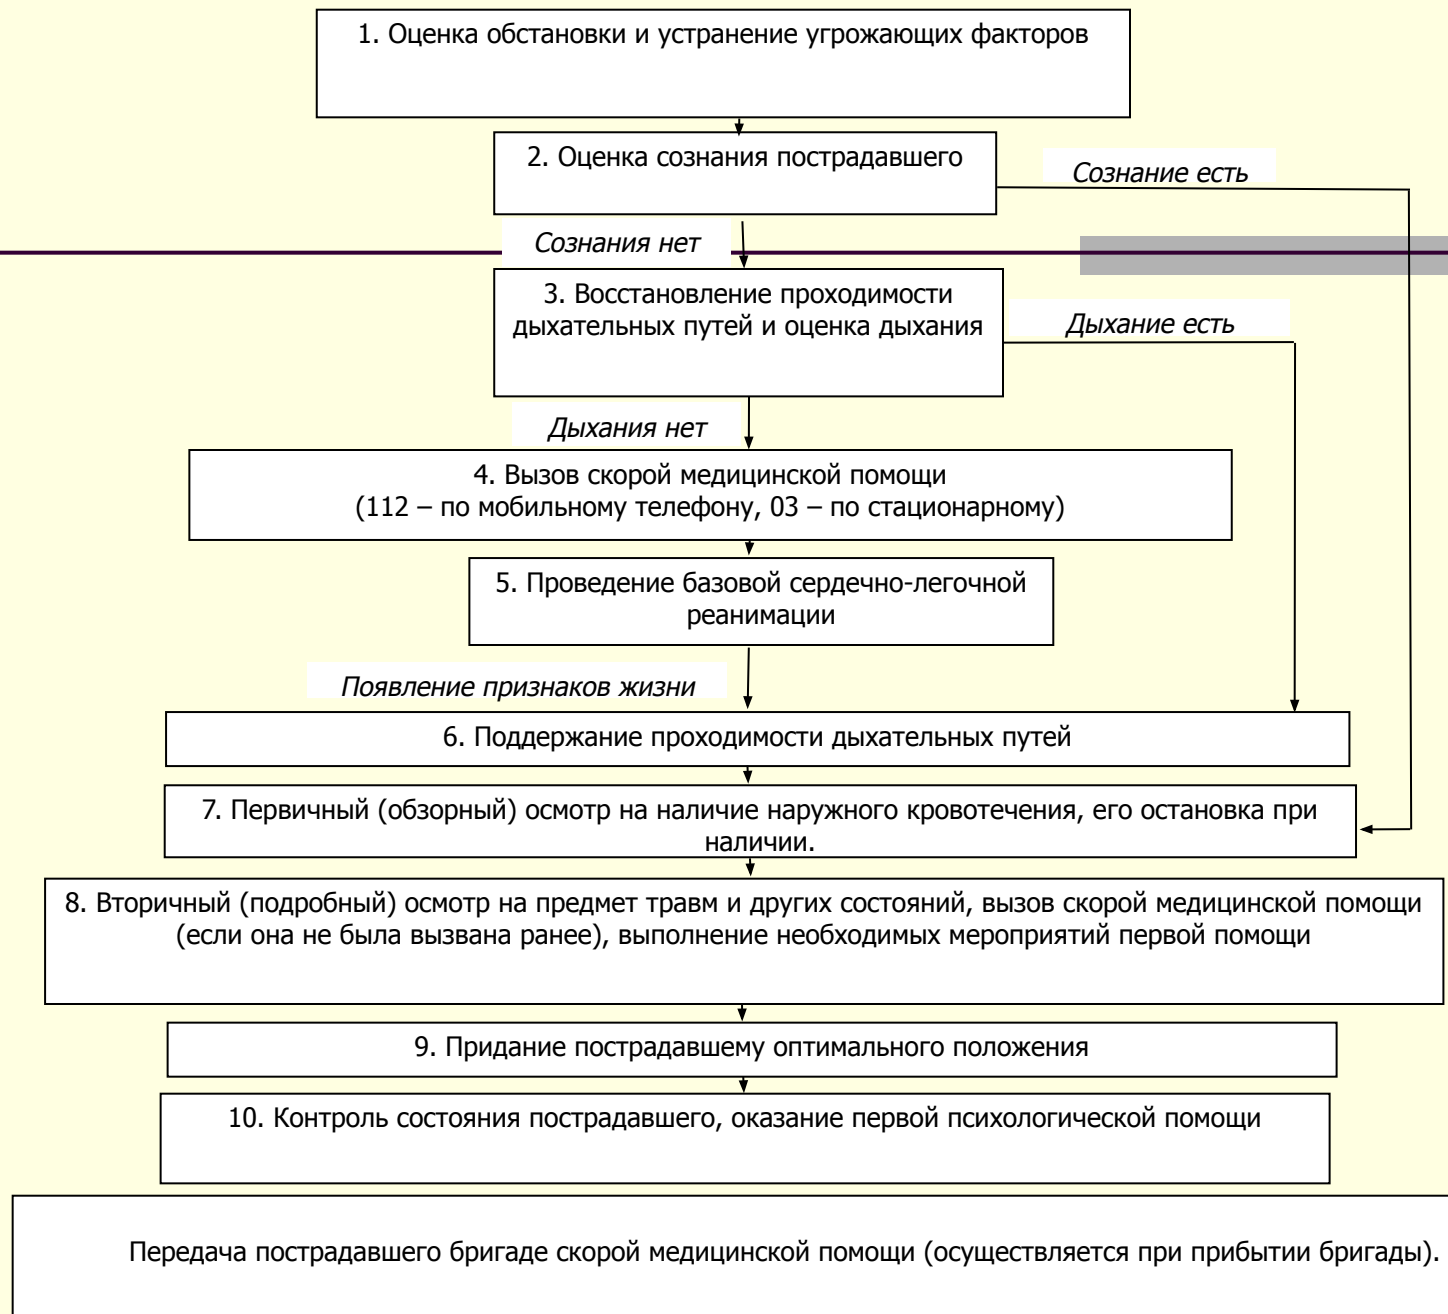 1. Оценка обстановки и устранение угрожающих факторов
2. Оценка сознания пострадавшего
Сознание есть
Сознания нет
3. Восстановление проходимости
дыхательных путей и оценка дыхания
Дыхание есть
Дыхания нет
4. Вызов скорой медицинской помощи
(112 – по мобильному телефону, 03 – по стационарному)
5. Проведение базовой сердечно-легочной
реанимации
Появление признаков жизни
6. Поддержание проходимости дыхательных путей
7. Первичный (обзорный) осмотр на наличие наружного кровотечения, его остановка при
наличии.
8. Вторичный (подробный) осмотр на предмет травм и других состояний, вызов скорой медицинской помощи
(если она не была вызвана ранее), выполнение необходимых мероприятий первой помощи
9. Придание пострадавшему оптимального положения
10. Контроль состояния пострадавшего, оказание первой психологической помощи
Передача пострадавшего бригаде скорой медицинской помощи (осуществляется при прибытии бригады).